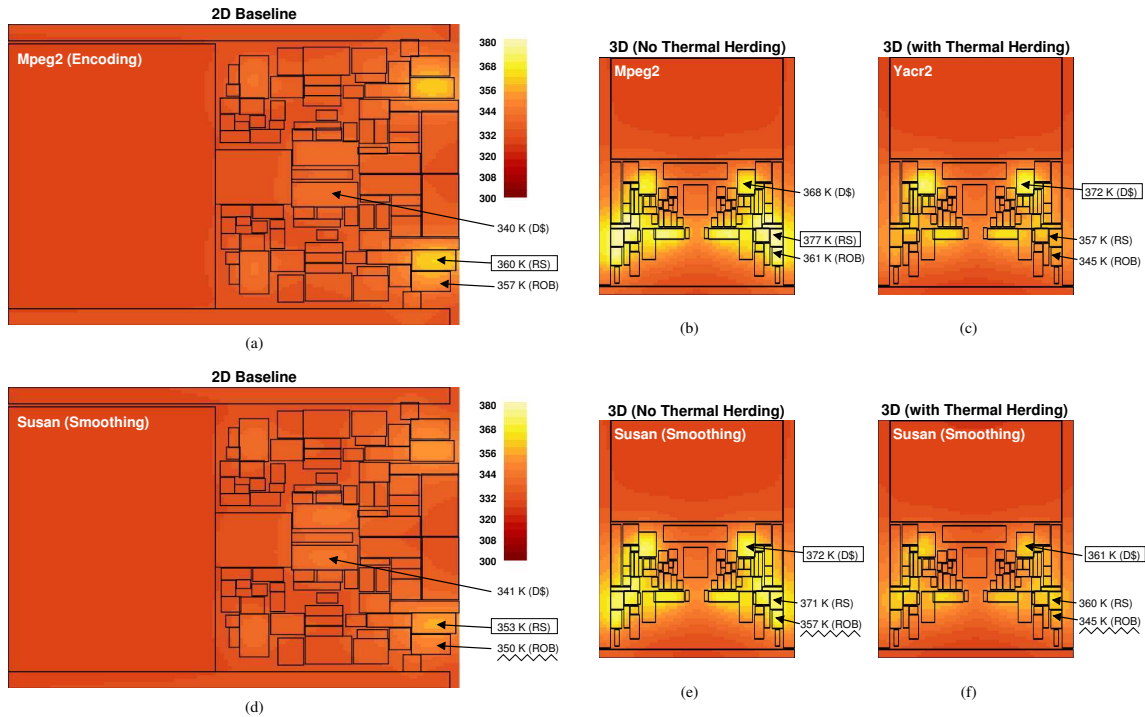 2D Baseline
Mpeg2 (Encoding)
380
368
356
344
332
320
308
300
340 K (D$)
360 K (RS)
357 K (ROB)
(a)
3D (No Thermal Herding)
Mpeg2
368 K (D$)
377 K (RS)
361 K (ROB)
(b)
3D (with Thermal Herding)
Yacr2
372 K (D$)
357 K (RS)
345 K (ROB)
(c)
2D Baseline
Susan (Smoothing)
380
368
356
344
332
320
308
300
341 K (D$)
353 K (RS)
350 K (ROB)
(d)
3D (No Thermal Herding)
Susan (Smoothing)
372 K (D$)
371 K (RS)
357 K (ROB)
(e)
3D (with Thermal Herding)
Susan (Smoothing)
361 K (D$)
360 K (RS)
345 K (ROB)
(f)